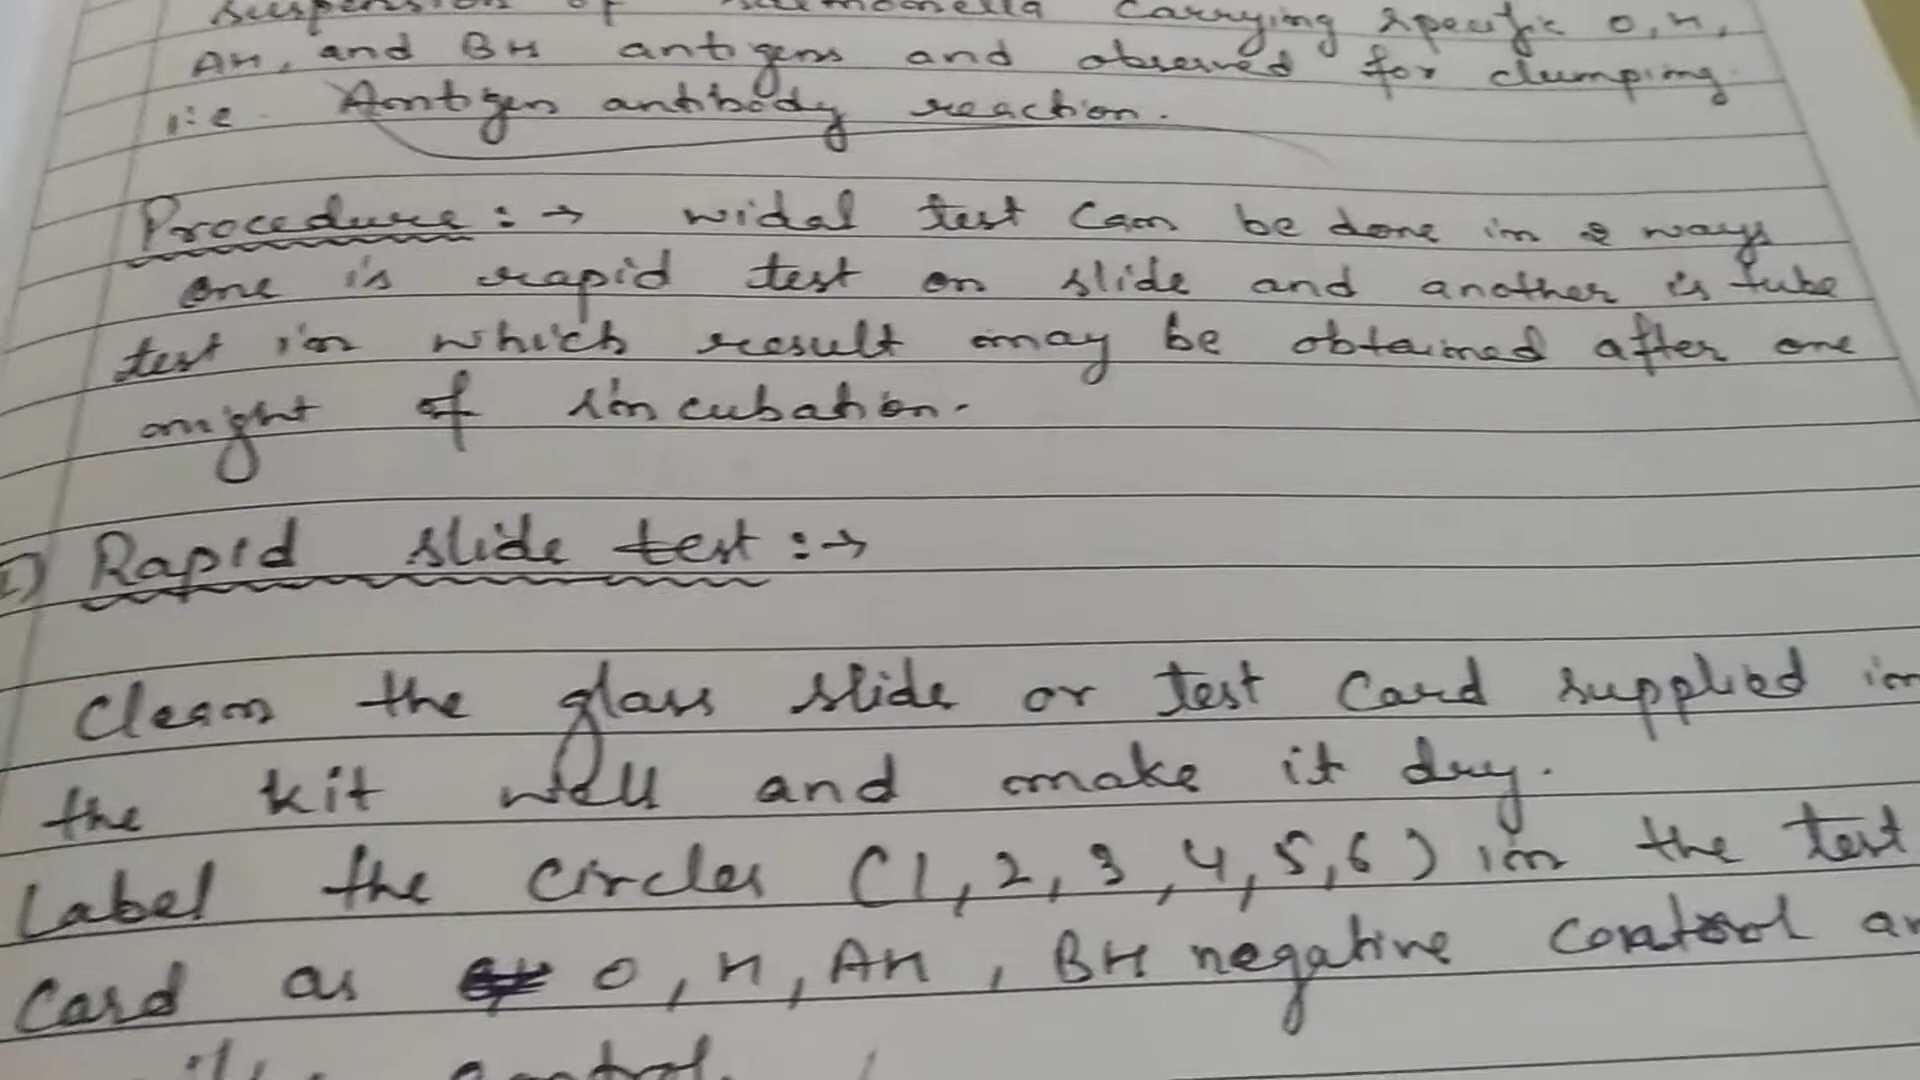 suspension of salmonella carrying specific O, H,
AH, and BH antigens and observed for clumping.
i.e. Antigen antibody reaction.
Procedure :→ widal test can be done in 2 ways
one is rapid test on slide and another is tube
test in which result may be obtained after one
night of incubation.
Rapid slide test :→
Clean the glass slide or test card supplied in
the kit well and make it dry.
Label the circles (1, 2, 3, 4, 5, 6) in the test
card as O, H, AH, BH negative control
control